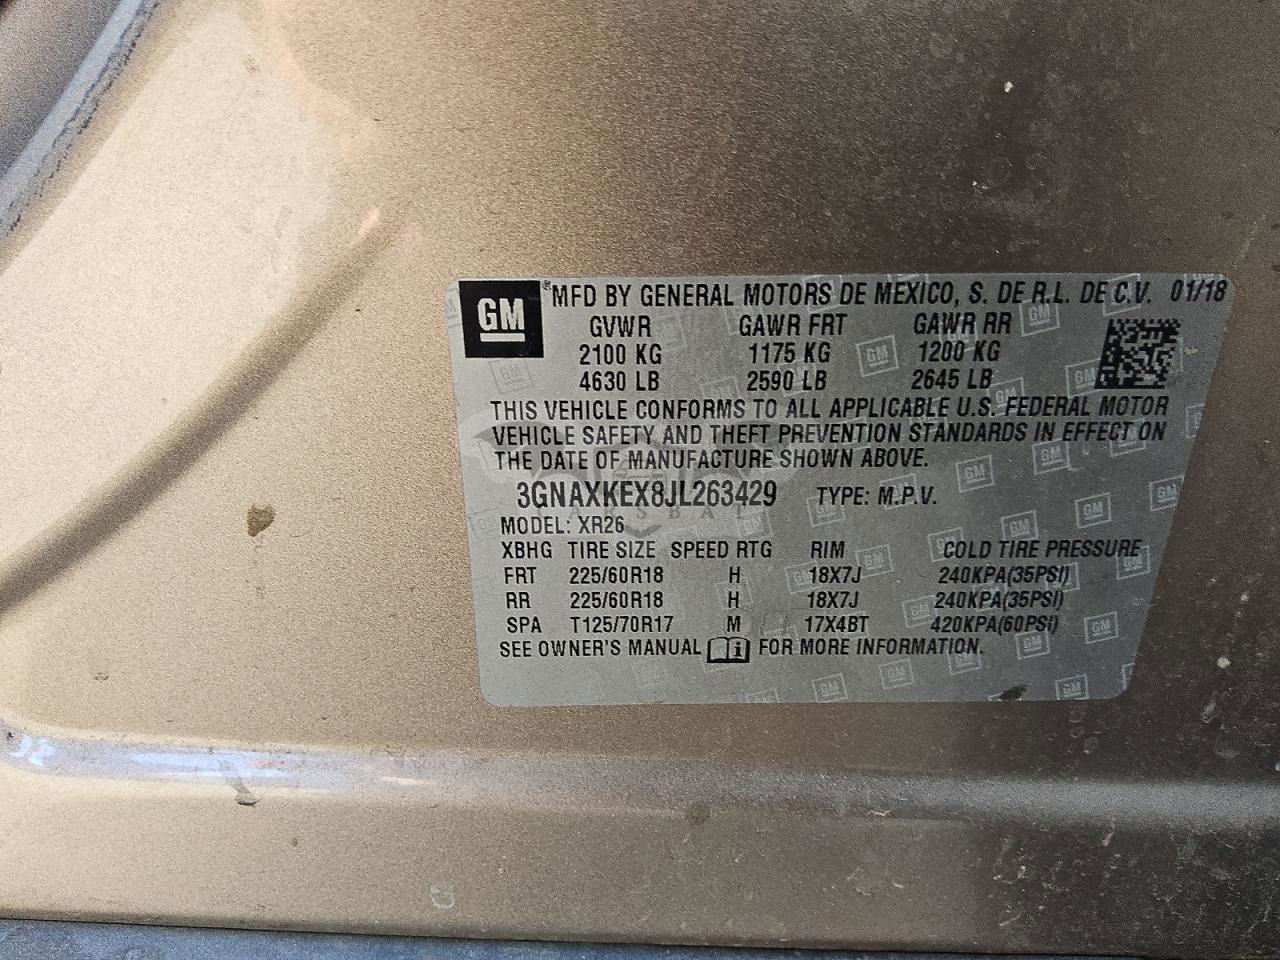 GM ® MFD BY GENERAL MOTORS DE MEXICO, S. DE R.L. DE C.V. 01/18
GVWR GAWR FRT GAWR RR
2100 KG 1175 KG 1200 KG
4630 LB 2590 LB 2645 LB
THIS VEHICLE CONFORMS TO ALL APPLICABLE U.S. FEDERAL MOTOR
VEHICLE SAFETY AND THEFT PREVENTION STANDARDS IN EFFECT ON
THE DATE OF MANUFACTURE SHOWN ABOVE.
3GNAXKEX8JL263429 TYPE: M.P.V.
CARSBAT
MODEL: XR26
XBHG TIRE SIZE SPEED RTG RIM COLD TIRE PRESSURE
FRT 225/60R18 H 18X7J 240KPA(35PSI)
RR 225/60R18 H 18X7J 240KPA(35PSI)
SPA T125/70R17 M 17X4BT 420KPA(60PSI)
SEE OWNER'S MANUAL FOR MORE INFORMATION.